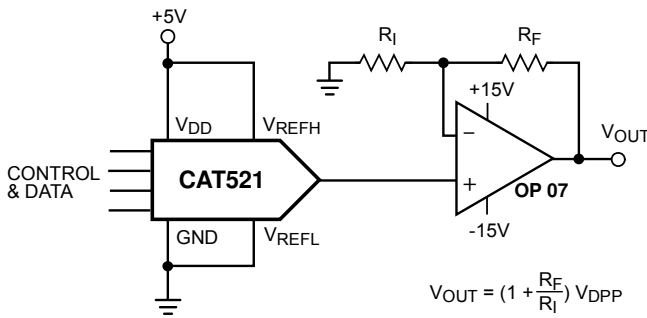 +5V
R_I
R_F
+15V
V_DD
V_REFH
V_OUT
−
CONTROL
& DATA
CAT521
+
OP 07
GND
V_REFL
-15V
V_OUT = (1 + R_F/R_I) V_DPP